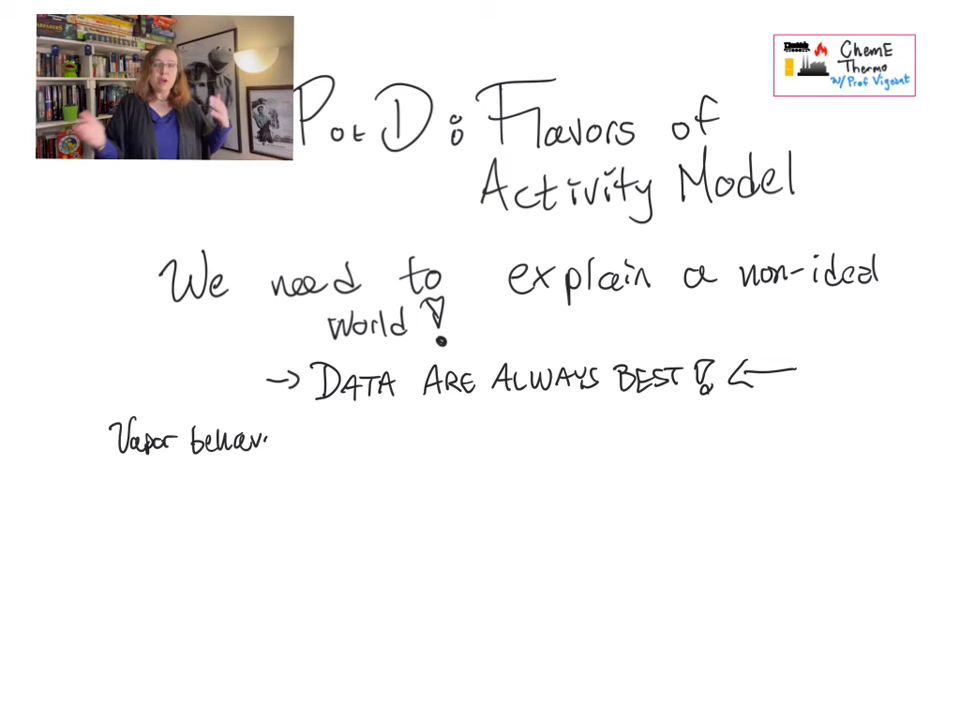 PotD: Flavors of
Activity Model
ChemE
Thermo
w/ Prof Vigeant
We need to explain a non-ideal
world!
→ DATA ARE ALWAYS BEST! ←
Vapor behavi